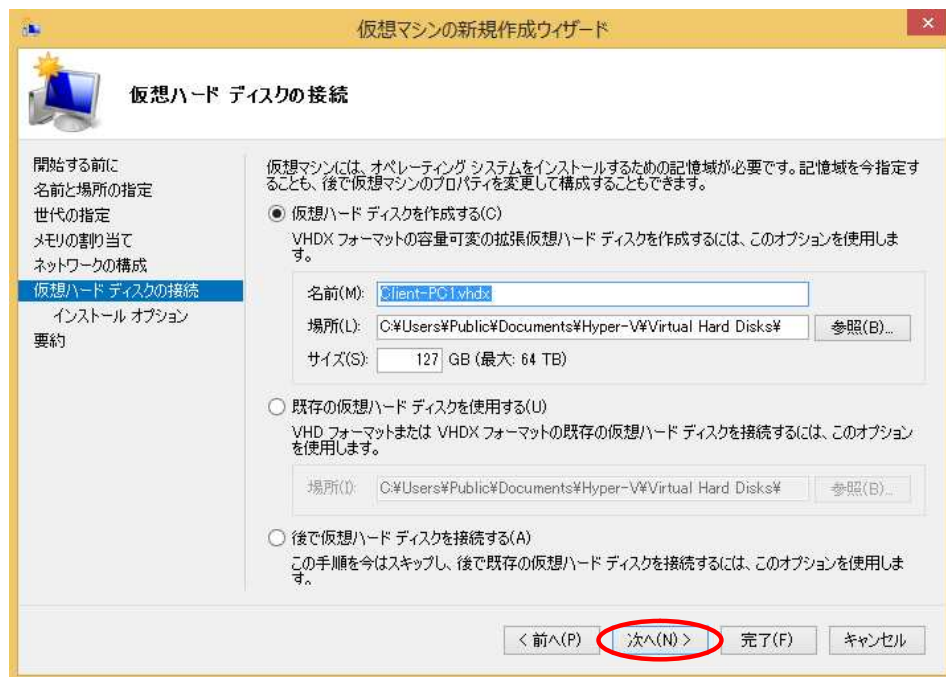 仮想マシンの新規作成ウィザード
仮想ハード ディスクの接続
開始する前に
名前と場所の指定
世代の指定
メモリの割り当て
ネットワークの構成
仮想ハード ディスクの接続
インストール オプション
要約
仮想マシンには、オペレーティング システムをインストールするための記憶域が必要です。記憶域を今指定す
ることも、後で仮想マシンのプロパティを変更して構成することもできます。
仮想ハード ディスクを作成する(C)
VHDX フォーマットの容量可変の拡張仮想ハード ディスクを作成するには、このオプションを使用しま
す。
名前(M): Client-PC1.vhdx
場所(L): C:¥Users¥Public¥Documents¥Hyper-V¥Virtual Hard Disks¥ 参照(B)...
サイズ(S): 127 GB (最大: 64 TB)
既存の仮想ハード ディスクを使用する(U)
VHD フォーマットまたは VHDX フォーマットの既存の仮想ハード ディスクを接続するには、このオプション
を使用します。
場所(I): C:¥Users¥Public¥Documents¥Hyper-V¥Virtual Hard Disks¥ 参照(B)...
後で仮想ハード ディスクを接続する(A)
この手順を今はスキップし、後で既存の仮想ハード ディスクを接続するには、このオプションを使用しま
す。
< 前へ(P) 次へ(N) > 完了(F) キャンセル